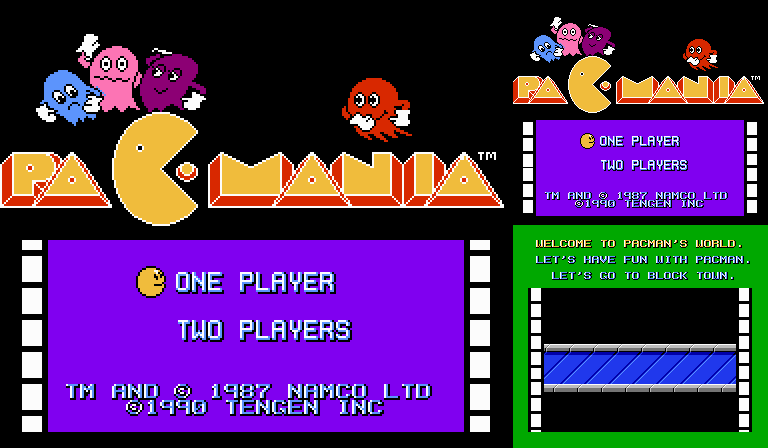 PAC-MANIA™
ONE PLAYER
TWO PLAYERS
TM AND © 1987 NAMCO LTD
©1990 TENGEN INC
PAC-MANIA™
ONE PLAYER
TWO PLAYERS
TM AND © 1987 NAMCO LTD
©1990 TENGEN INC
WELCOME TO PACMAN'S WORLD.
LET'S HAVE FUN WITH PACMAN.
LET'S GO TO BLOCK TOWN.